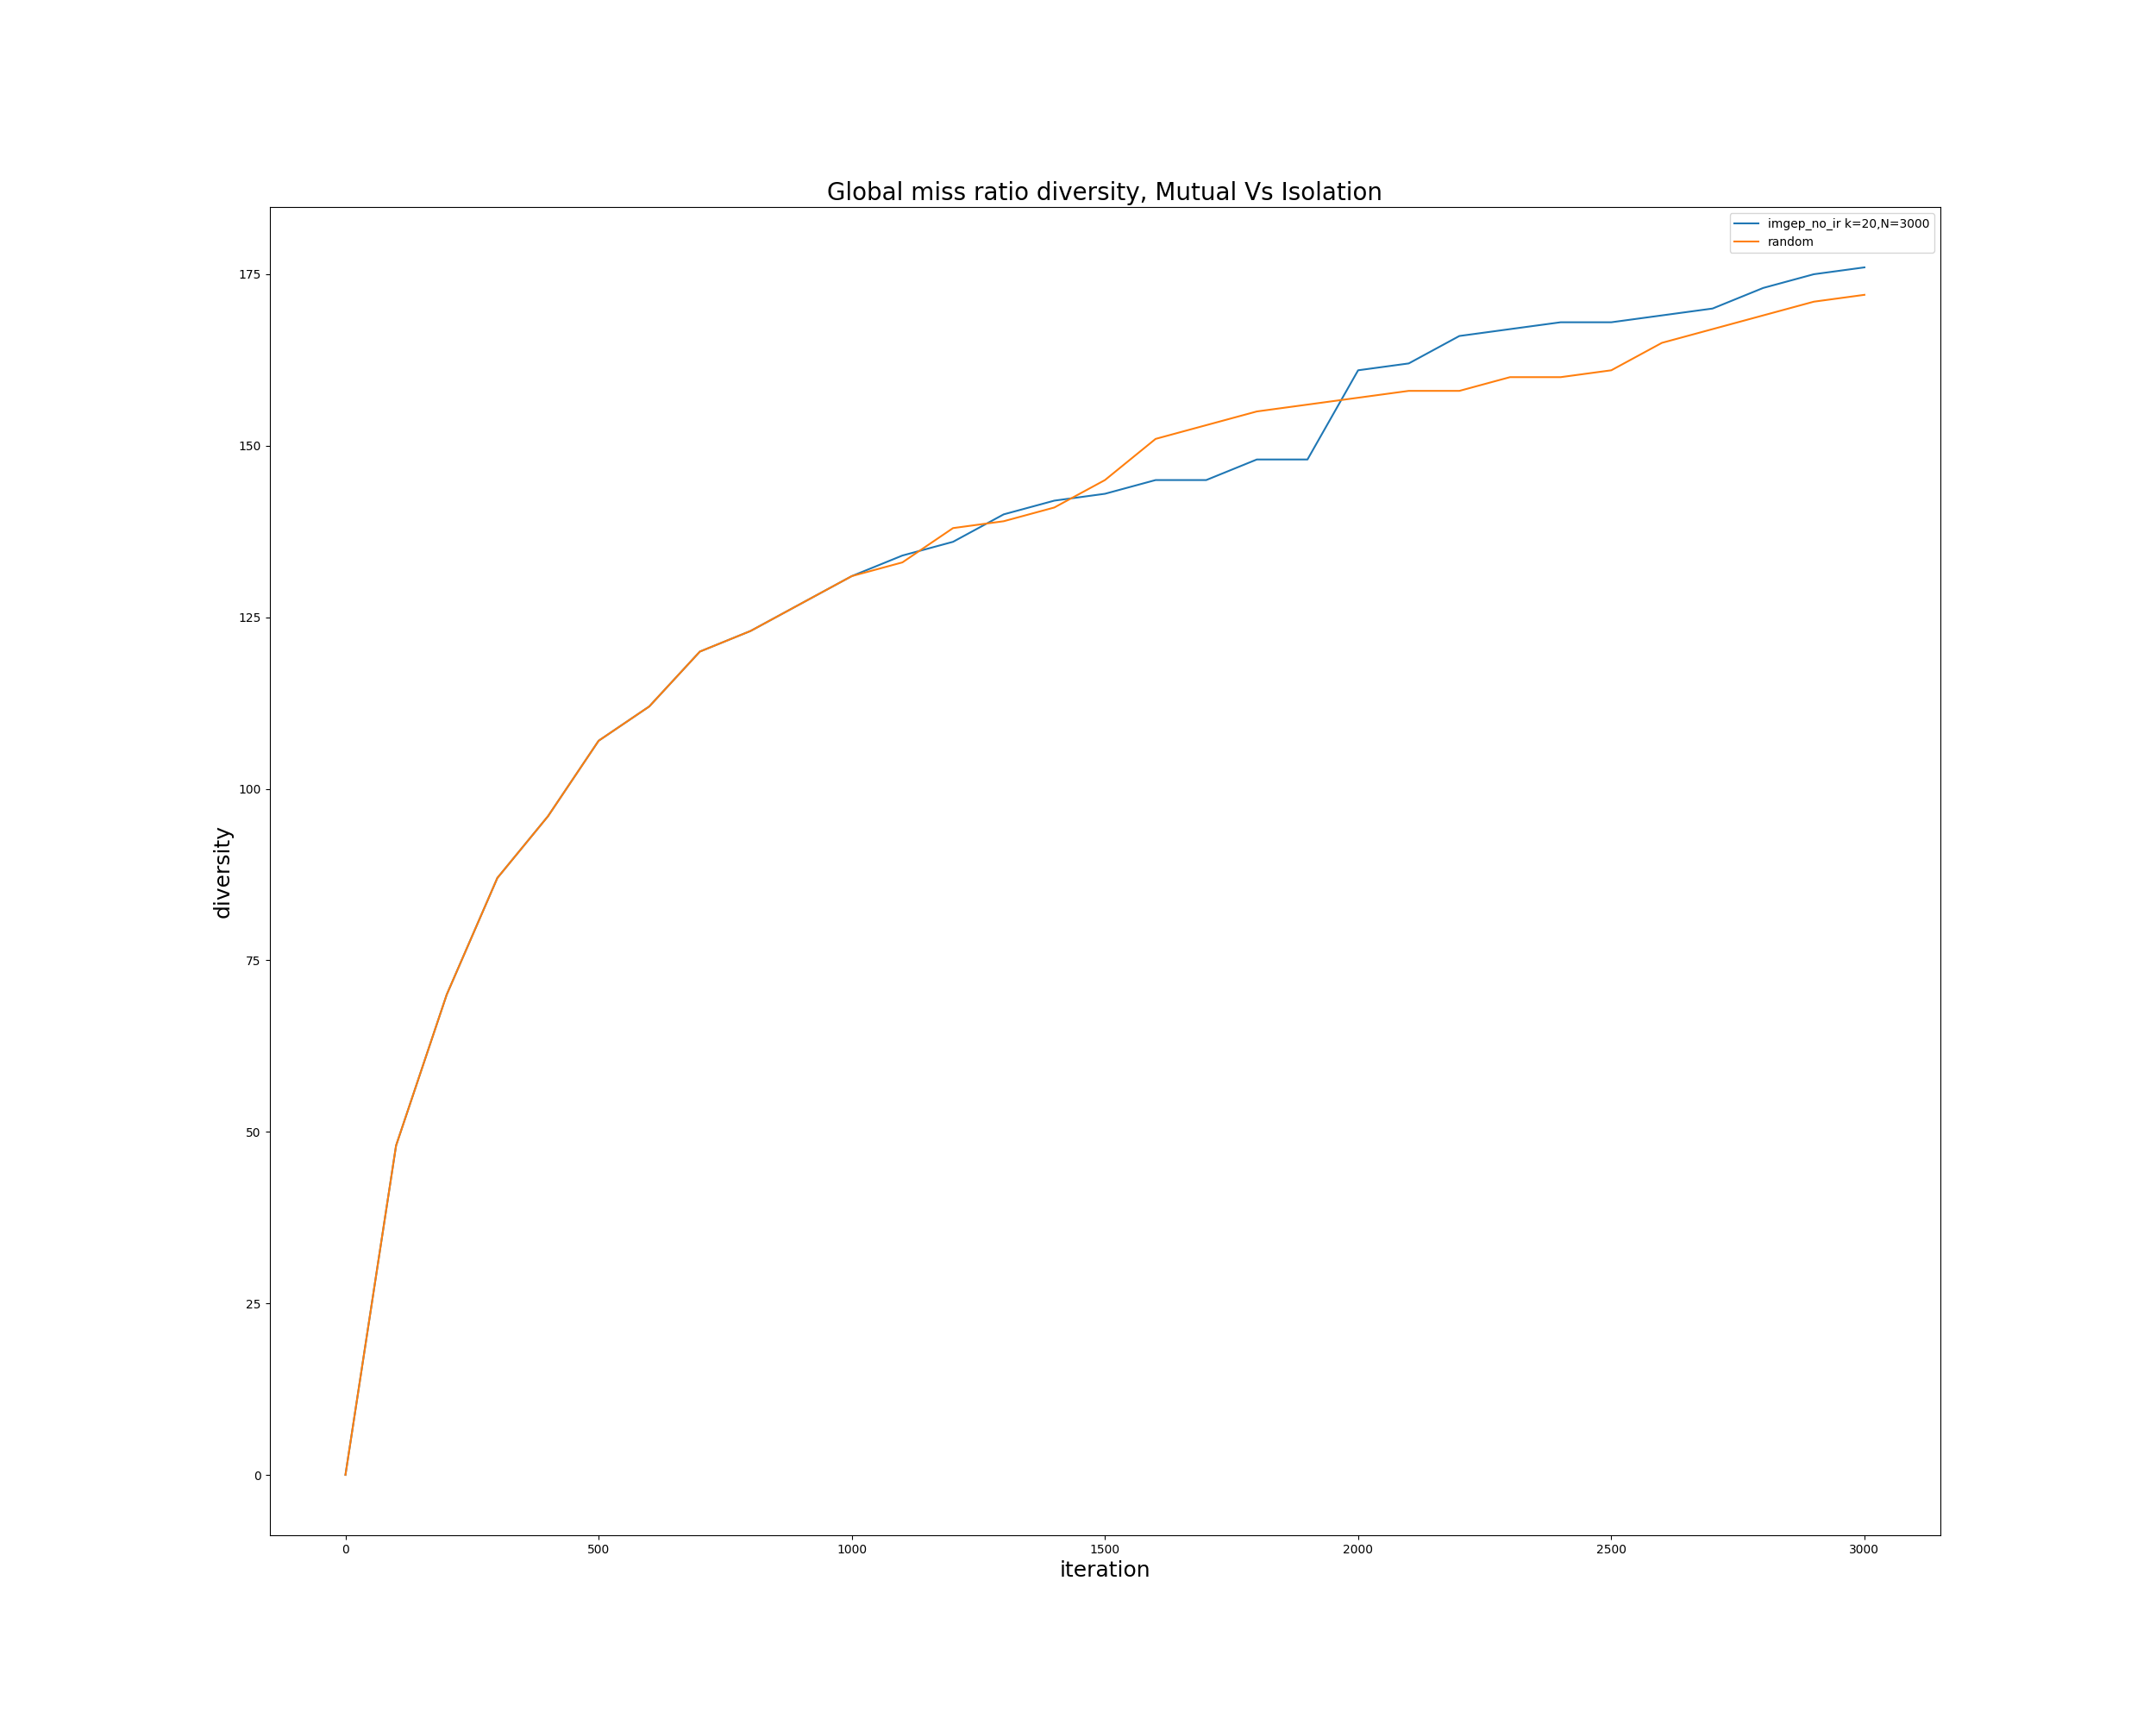 Global miss ratio diversity, Mutual Vs Isolation
imgep_no_ir k=20,N=3000
random
175
150
125
100
75
50
25
0
diversity
0 500 1000 1500 2000 2500 3000
iteration